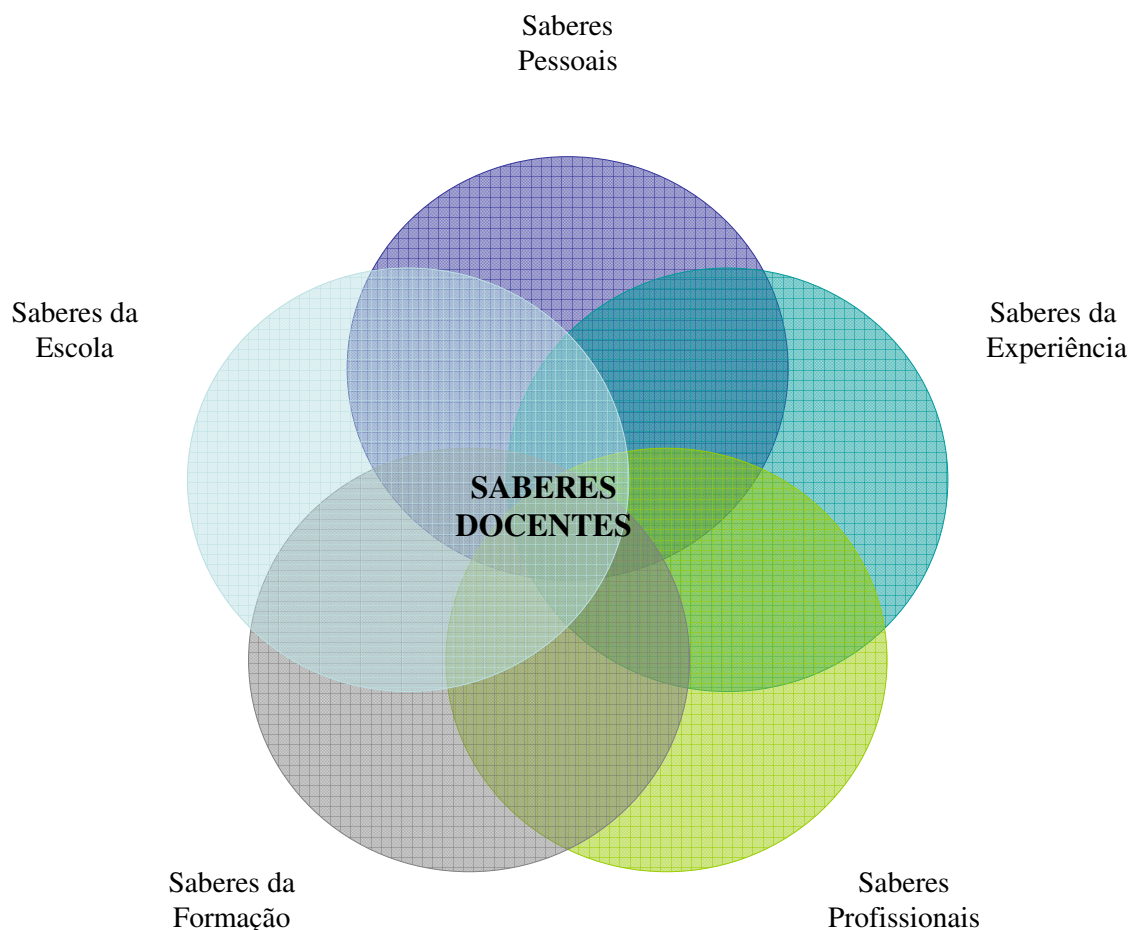 Saberes
Pessoais
Saberes da
Escola
Saberes da
Experiência
SABERES
DOCENTES
Saberes da
Formação
Saberes
Profissionais